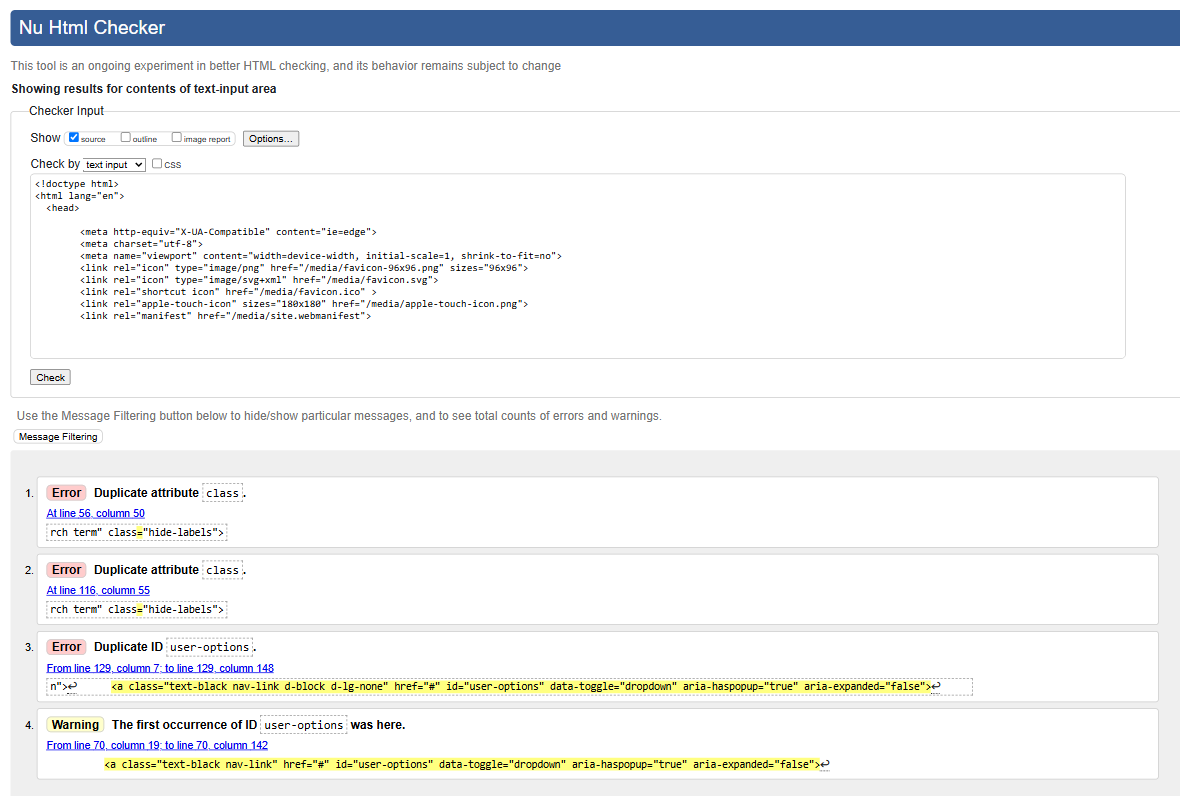 Nu Html Checker
This tool is an ongoing experiment in better HTML checking, and its behavior remains subject to change
Showing results for contents of text-input area
Checker Input
Show source outline image report Options...
Check by text input css
<!doctype html>
<html lang="en">
  <head>
        <meta http-equiv="X-UA-Compatible" content="ie=edge">
        <meta charset="utf-8">
        <meta name="viewport" content="width=device-width, initial-scale=1, shrink-to-fit=no">
        <link rel="icon" type="image/png" href="/media/favicon-96x96.png" sizes="96x96">
        <link rel="icon" type="image/svg+xml" href="/media/favicon.svg">
        <link rel="shortcut icon" href="/media/favicon.ico" >
        <link rel="apple-touch-icon" sizes="180x180" href="/media/apple-touch-icon.png">
        <link rel="manifest" href="/media/site.webmanifest">
Check
Use the Message Filtering button below to hide/show particular messages, and to see total counts of errors and warnings.
Message Filtering
1. Error Duplicate attribute class.
At line 56, column 50
rch term" class="hide-labels">
2. Error Duplicate attribute class.
At line 116, column 55
rch term" class="hide-labels">
3. Error Duplicate ID user-options.
From line 129, column 7; to line 129, column 148
n">↩      <a class="text-black nav-link d-block d-lg-none" href="#" id="user-options" data-toggle="dropdown" aria-haspopup="true" aria-expanded="false">↩
4. Warning The first occurrence of ID user-options was here.
From line 70, column 19; to line 70, column 142
<a class="text-black nav-link" href="#" id="user-options" data-toggle="dropdown" aria-haspopup="true" aria-expanded="false">↩